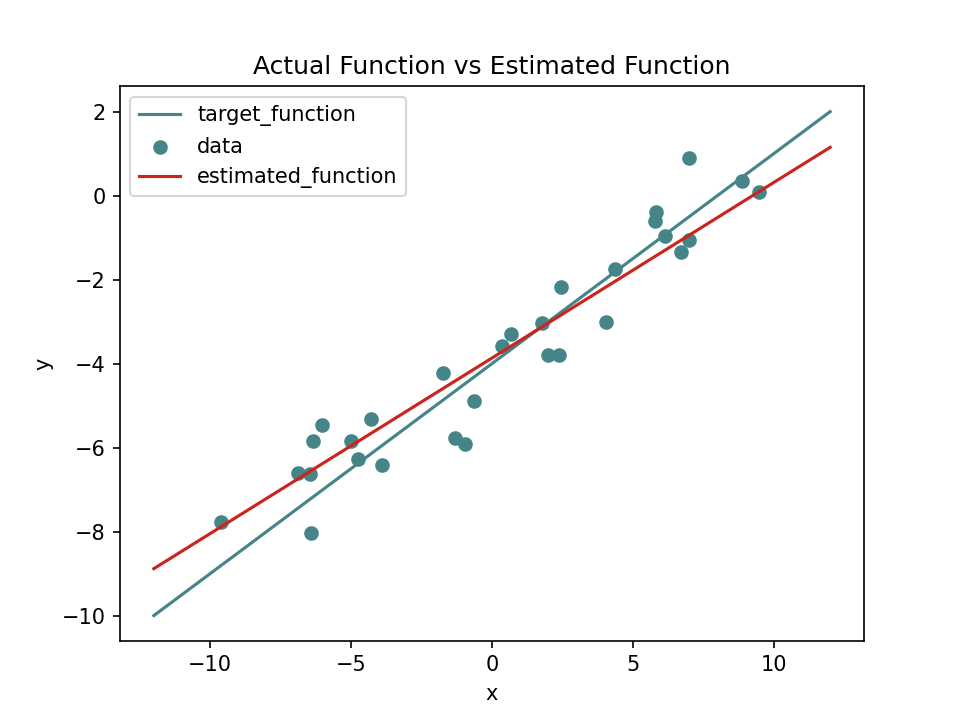 Actual Function vs Estimated Function
target_function
data
estimated_function
2
0
−2
−4
−6
−8
−10
y
−10 −5 0 5 10
x